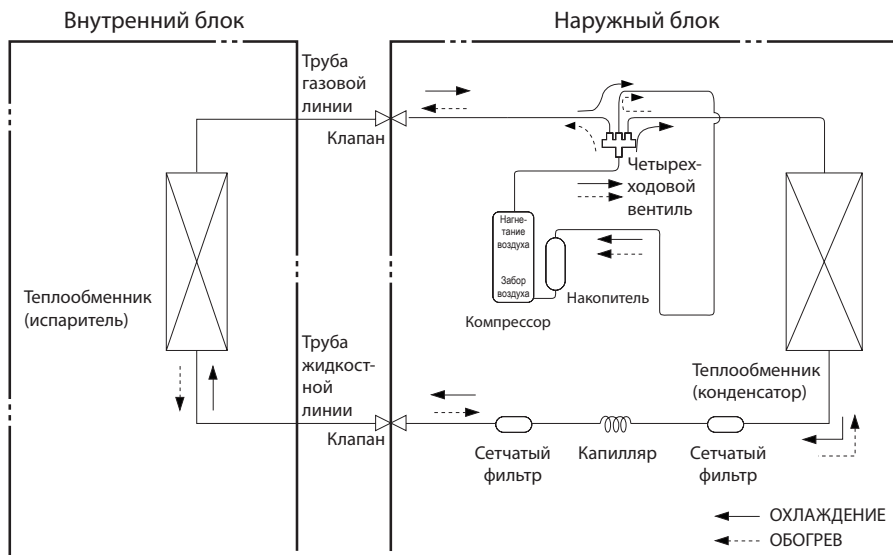 Внутренний блок
Наружный блок
Труба
газовой
линии
Клапан
Четырех-
ходовой
вентиль
Нагне-
тание
воздуха
Забор
воздуха
Накопитель
Компрессор
Теплообменник
(испаритель)
Труба
жидкост-
ной
линии
Клапан
Теплообменник
(конденсатор)
Сетчатый
фильтр
Капилляр
Сетчатый
фильтр
ОХЛАЖДЕНИЕ
ОБОГРЕВ